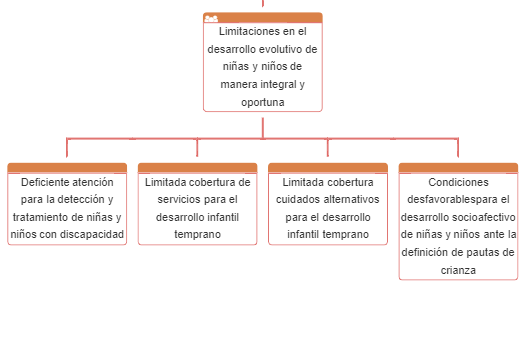 Limitaciones en el
desarrollo evolutivo de
niñas y niños de
manera integral y
oportuna
Deficiente atención
para la detección y
tratamiento de niñas y
niños con discapacidad
Limitada cobertura de
servicios para el
desarrollo infantil
temprano
Limitada cobertura
cuidados alternativos
para el desarrollo
infantil temprano
Condiciones
desfavorablespara el
desarrollo socioafectivo
de niñas y niños ante la
definición de pautas de
crianza